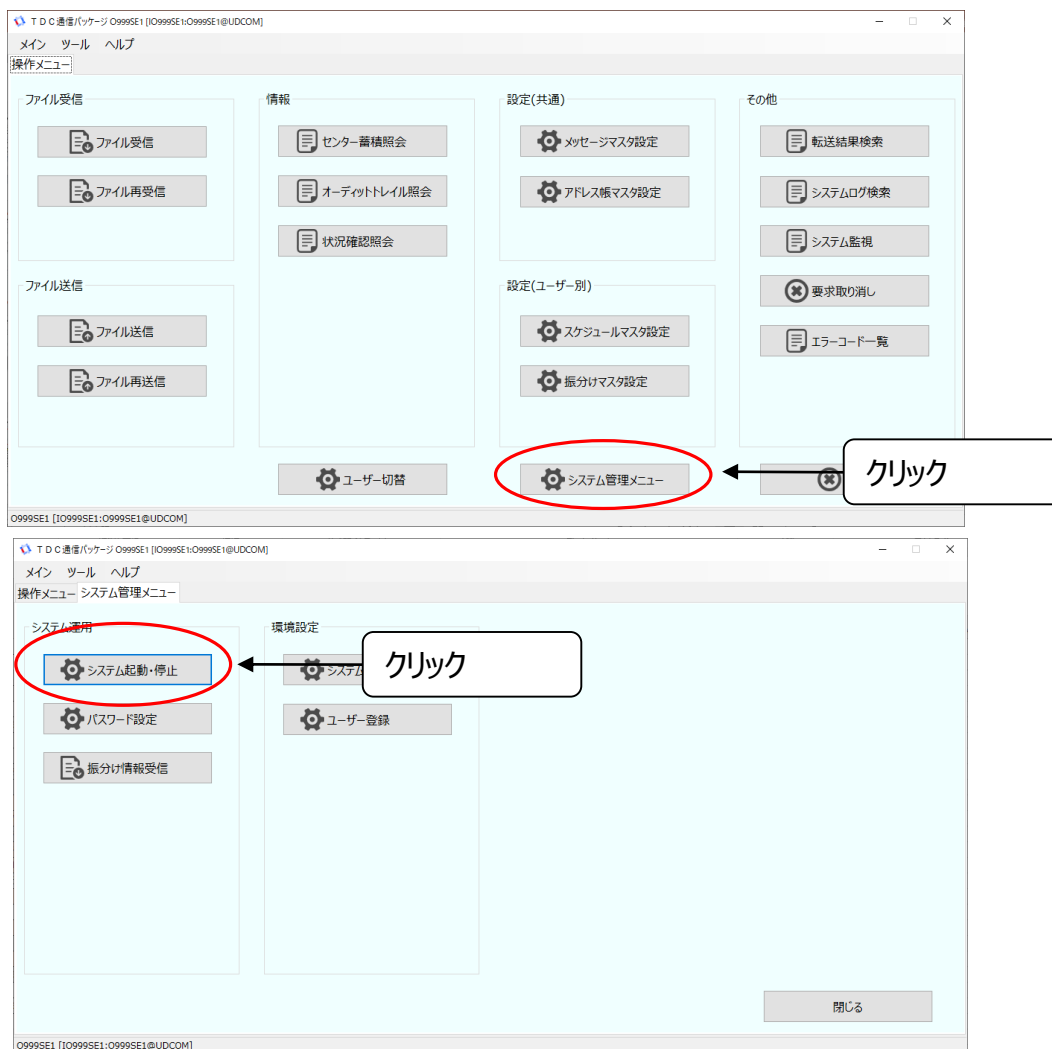 TDC通信パッケージ O999SE1 [IO999SE1:O999SE1@UDCOM]
メイン ツール ヘルプ
操作メニュー
ファイル受信
ファイル受信
ファイル再受信
ファイル送信
ファイル送信
ファイル再送信
情報
センター蓄積照会
オーディットトレイル照会
状況確認照会
設定(共通)
メッセージマスタ設定
アドレス帳マスタ設定
設定(ユーザー別)
スケジュールマスタ設定
振分けマスタ設定
その他
転送結果検索
システムログ検索
システム監視
要求取り消し
エラーコード一覧
ユーザー切替
システム管理メニュー
クリック
O999SE1 [IO999SE1:O999SE1@UDCOM]
TDC通信パッケージ O999SE1 [IO999SE1:O999SE1@UDCOM]
メイン ツール ヘルプ
操作メニュー システム管理メニュー
システム運用
システム起動・停止
パスワード設定
振分け情報受信
環境設定
クリック
ユーザー登録
閉じる
O999SE1 [IO999SE1:O999SE1@UDCOM]